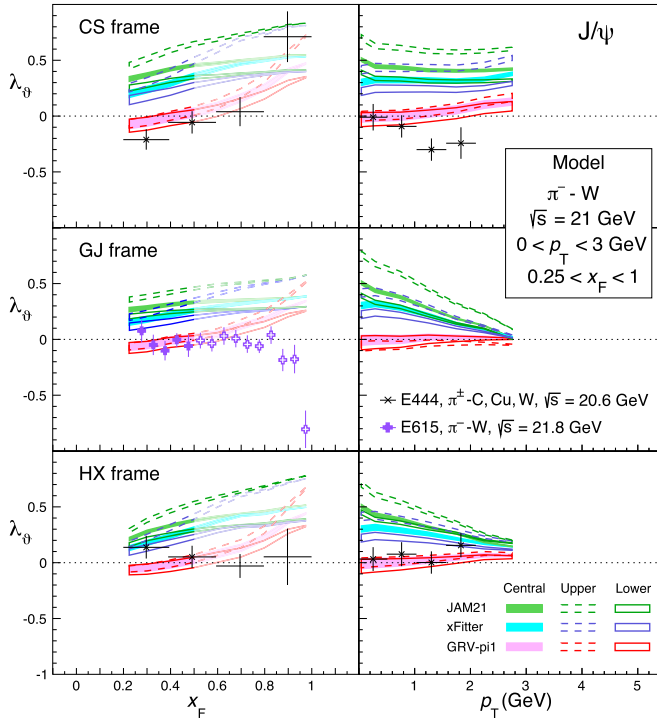 CS frame
J/ψ
λϑ
0.5
0
-0.5
Model
π⁻ - W
√s = 21 GeV
0 < pT < 3 GeV
0.25 < xF < 1
GJ frame
λϑ
0.5
0
-0.5
E444, π±-C, Cu, W, √s = 20.6 GeV
E615, π⁻-W, √s = 21.8 GeV
HX frame
λϑ
0.5
0
-0.5
-1
Central Upper Lower
JAM21
xFitter
GRV-pi1
0 0.2 0.4 0.6 0.8 1
1 2 3 4 5
xF
pT (GeV)